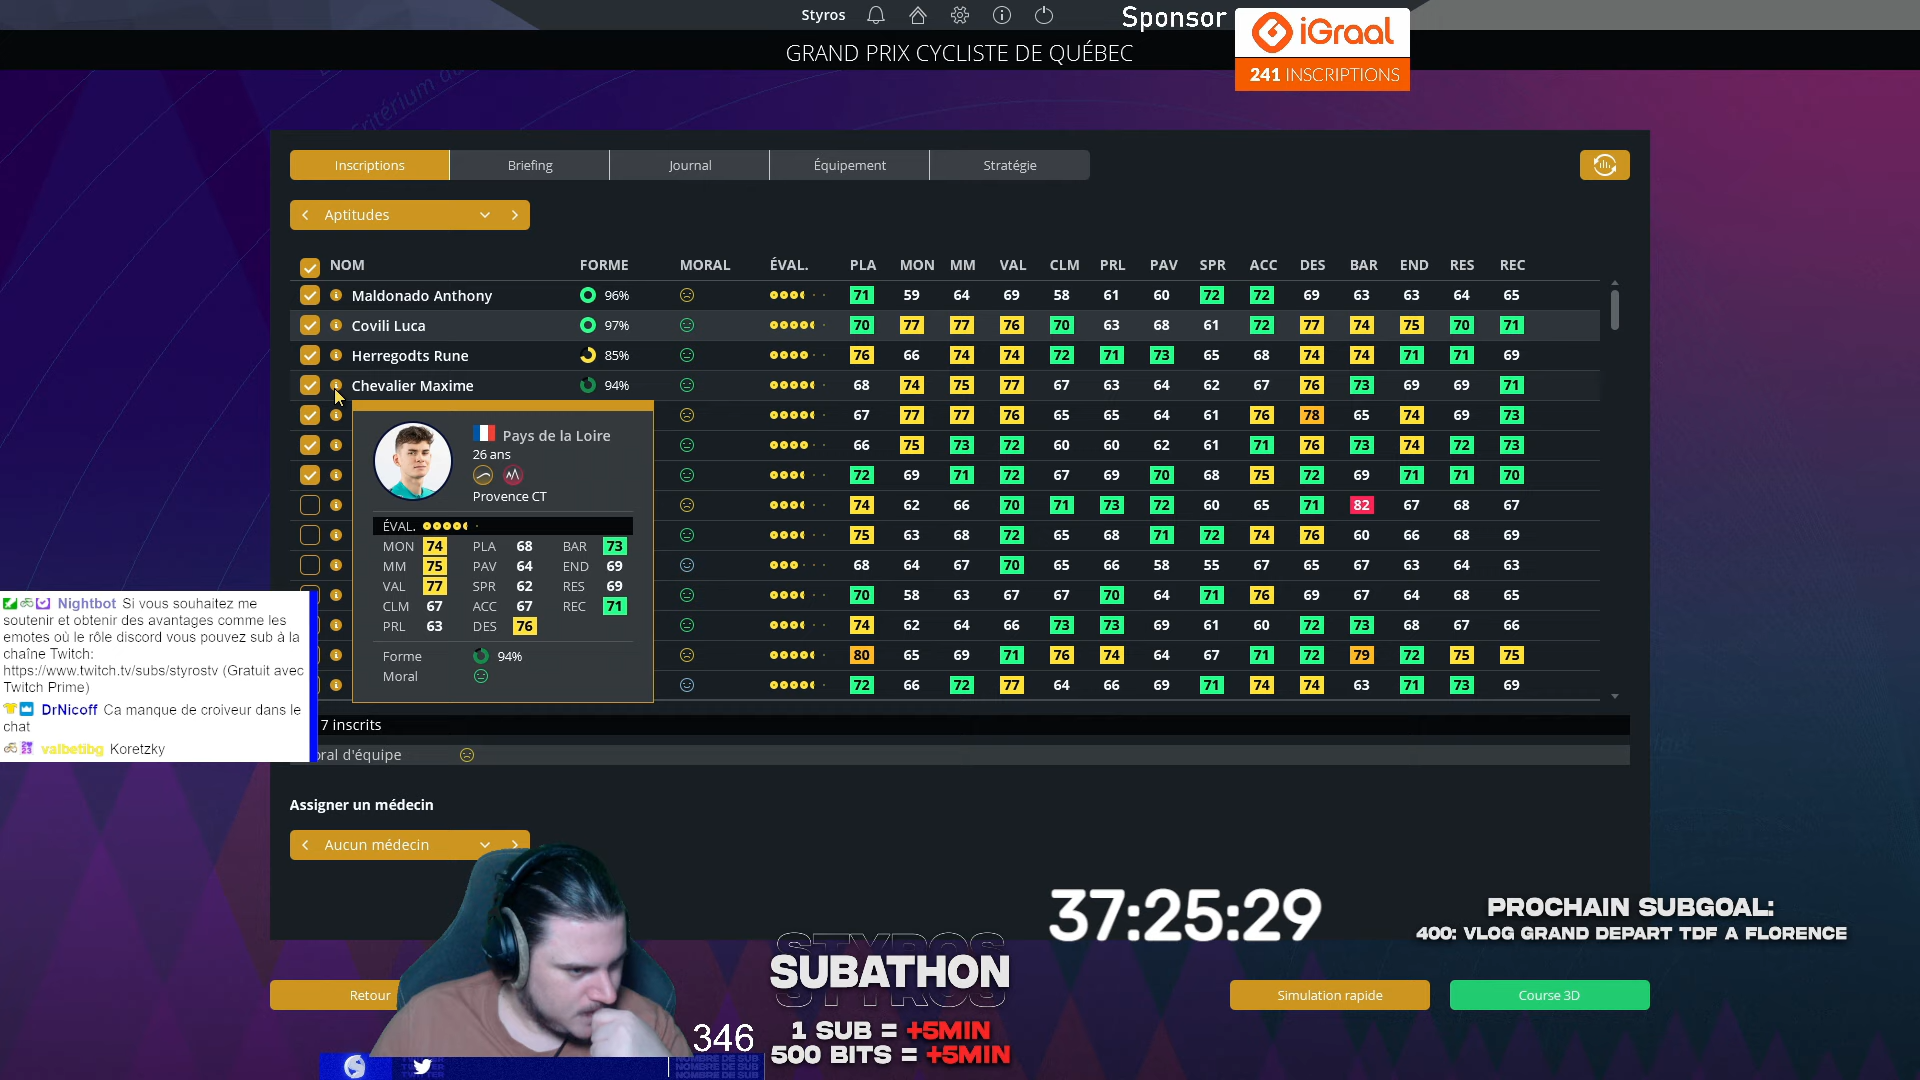 Styros
Sponsor
iGraal
241 INSCRIPTIONS
GRAND PRIX CYCLISTE DE QUÉBEC
Inscriptions Briefing Journal Équipement Stratégie
Aptitudes
NOM FORME MORAL ÉVAL. PLA MON MM VAL CLM PRL PAV SPR ACC DES BAR END RES REC
Maldonado Anthony 96% 71 59 64 69 58 61 60 72 72 69 63 63 64 65
Covili Luca 97% 70 77 77 76 70 63 68 61 72 77 74 75 70 71
Herregodts Rune 85% 76 66 74 74 72 71 73 65 68 74 74 71 71 69
Chevalier Maxime 94% 68 74 75 77 67 63 64 62 67 76 73 69 69 71
67 77 77 76 65 65 64 61 76 78 65 74 69 73
66 75 73 72 60 60 62 61 71 76 73 74 72 73
72 69 71 72 67 69 70 68 75 72 69 71 71 70
74 62 66 70 71 73 72 60 65 71 82 67 68 67
75 63 68 72 65 68 71 72 74 76 60 66 68 69
68 64 67 70 65 66 58 55 67 65 67 63 64 63
70 58 63 67 67 70 64 71 76 69 67 64 68 65
74 62 64 66 73 73 69 61 60 72 73 68 67 66
80 65 69 71 76 74 64 67 71 72 79 72 75 75
72 66 72 77 64 66 69 71 74 74 63 71 73 69
Pays de la Loire
26 ans
Provence CT
ÉVAL.
MON 74 PLA 68 BAR 73
MM 75 PAV 64 END 69
VAL 77 SPR 62 RES 69
CLM 67 ACC 67 REC 71
PRL 63 DES 76
Forme 94%
Moral
7 inscrits
oral d'équipe
Assigner un médecin
Aucun médecin
Nightbot Si vous souhaitez me
soutenir et obtenir des avantages comme les
emotes où le rôle discord vous pouvez sub à la
chaîne Twitch:
https://www.twitch.tv/subs/styrostv (Gratuit avec
Twitch Prime)
DrNicoff Ca manque de croiveur dans le
chat
valbetibg Koretzky
37:25:29
PROCHAIN SUBGOAL:
400: VLOG GRAND DEPART TDF A FLORENCE
STYROS
SUBATHON
STYROS
Retour
Simulation rapide
Course 3D
346
1 SUB = +5MIN
500 BITS = +5MIN
TWITTER
NOMBRE DE SUB